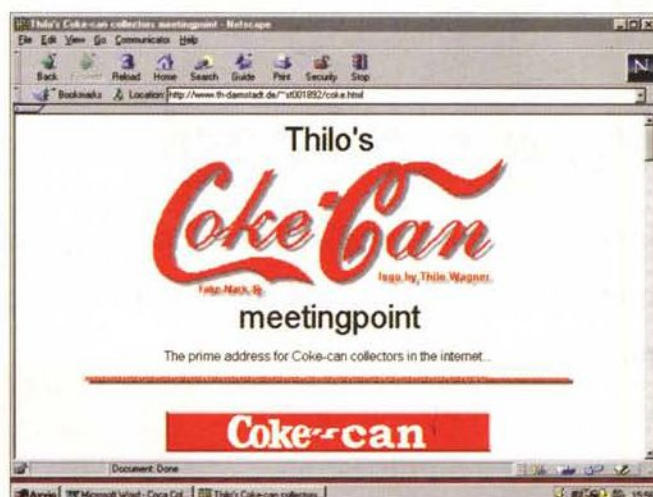 Thilo's Coke-can collectors meetingpoint - Netscape
File Edit View Go Communicator Help
Back Forward Reload Home Search Guide Print Security Stop
N
Bookmarks Location: http://www.th-darmstadt.de/~st001892/coke.html
Thilo's
Coke-Can
Fake Mark ®
logo by Thilo Wagner
meetingpoint
The prime address for Coke-can collectors in the internet...
Coke-can
Document: Done
Avvio Microsoft Word - Coca Col... Thilo's Coke-can collectors...